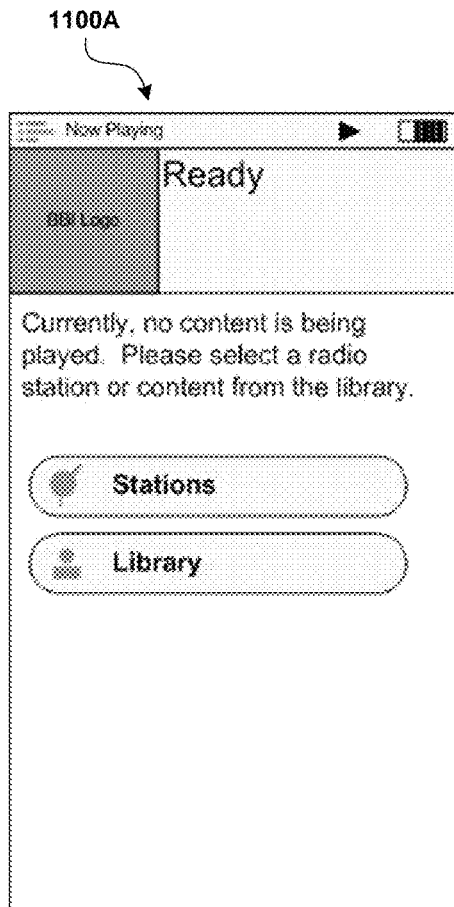 1100A
Now Playing
Ready
Logo
Currently, no content is being
played. Please select a radio
station or content from the library.
Stations
Library